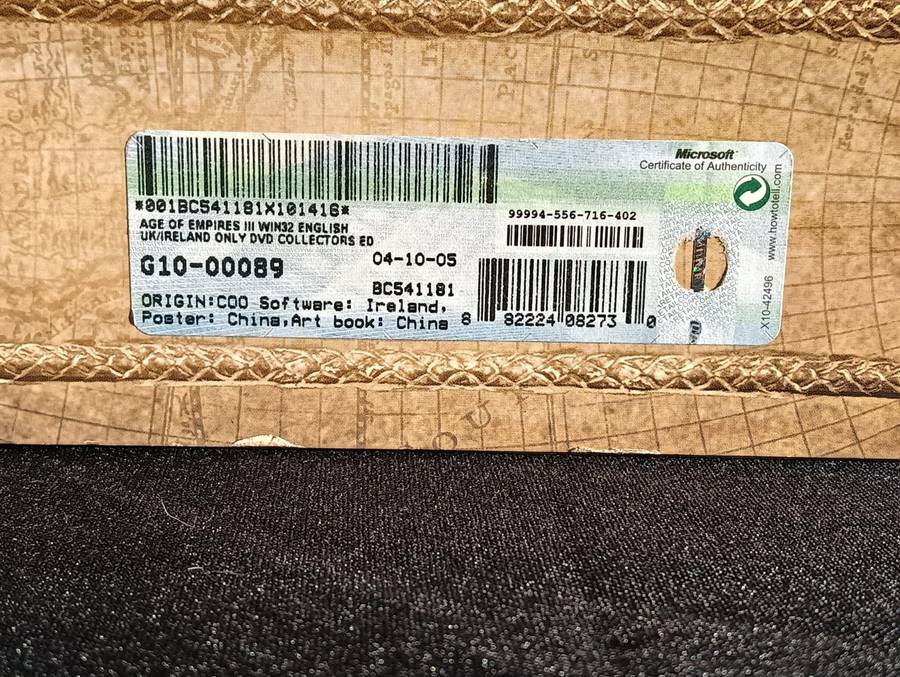 *001BC541181X101416*
AGE OF EMPIRES III WIN32 ENGLISH
UK/IRELAND ONLY DVD COLLECTORS ED
04-10-05
G10-00089
BC541181
ORIGIN:COO Software: Ireland,
Poster: China,Art book: China
Microsoft
Certificate of Authenticity
99994-556-716-402
8 82224 08273 0
www.howtotell.com
X10-42496